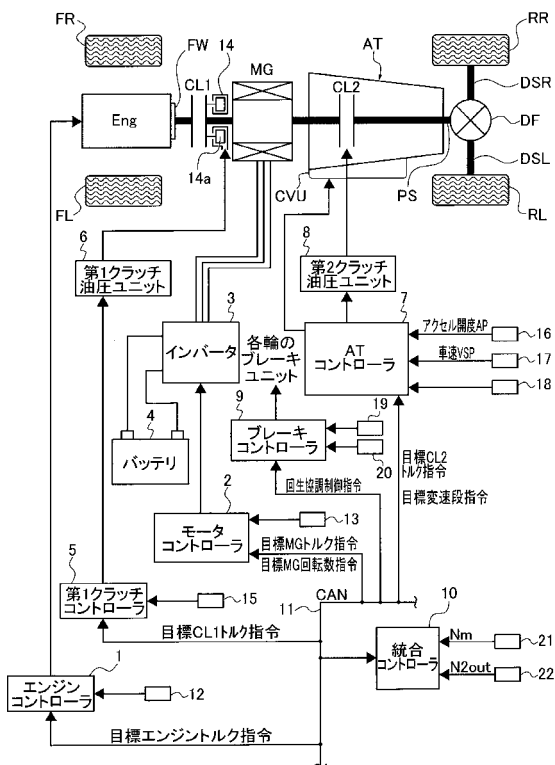 FR
RR
FW
CL1
14
MG
AT
CL2
DSR
Eng
DF
14a
DSL
FL
CVU
PS
RL
6
第1クラッチ
油圧ユニット
8
第2クラッチ
油圧ユニット
3
インバータ
各輪の
ブレーキ
ユニット
7
AT
コントローラ
アクセル開度AP
16
車速VSP
17
18
4
バッテリ
9
ブレーキ
コントローラ
19
20
目標CL2
トルク指令
回生協調制御指令
目標変速段指令
2
モータ
コントローラ
13
目標MGトルク指令
目標MG回転数指令
5
第1クラッチ
コントローラ
15
CAN
11
10
統合
コントローラ
Nm
21
N2out
22
目標CL1トルク指令
1
エンジン
コントローラ
12
目標エンジントルク指令